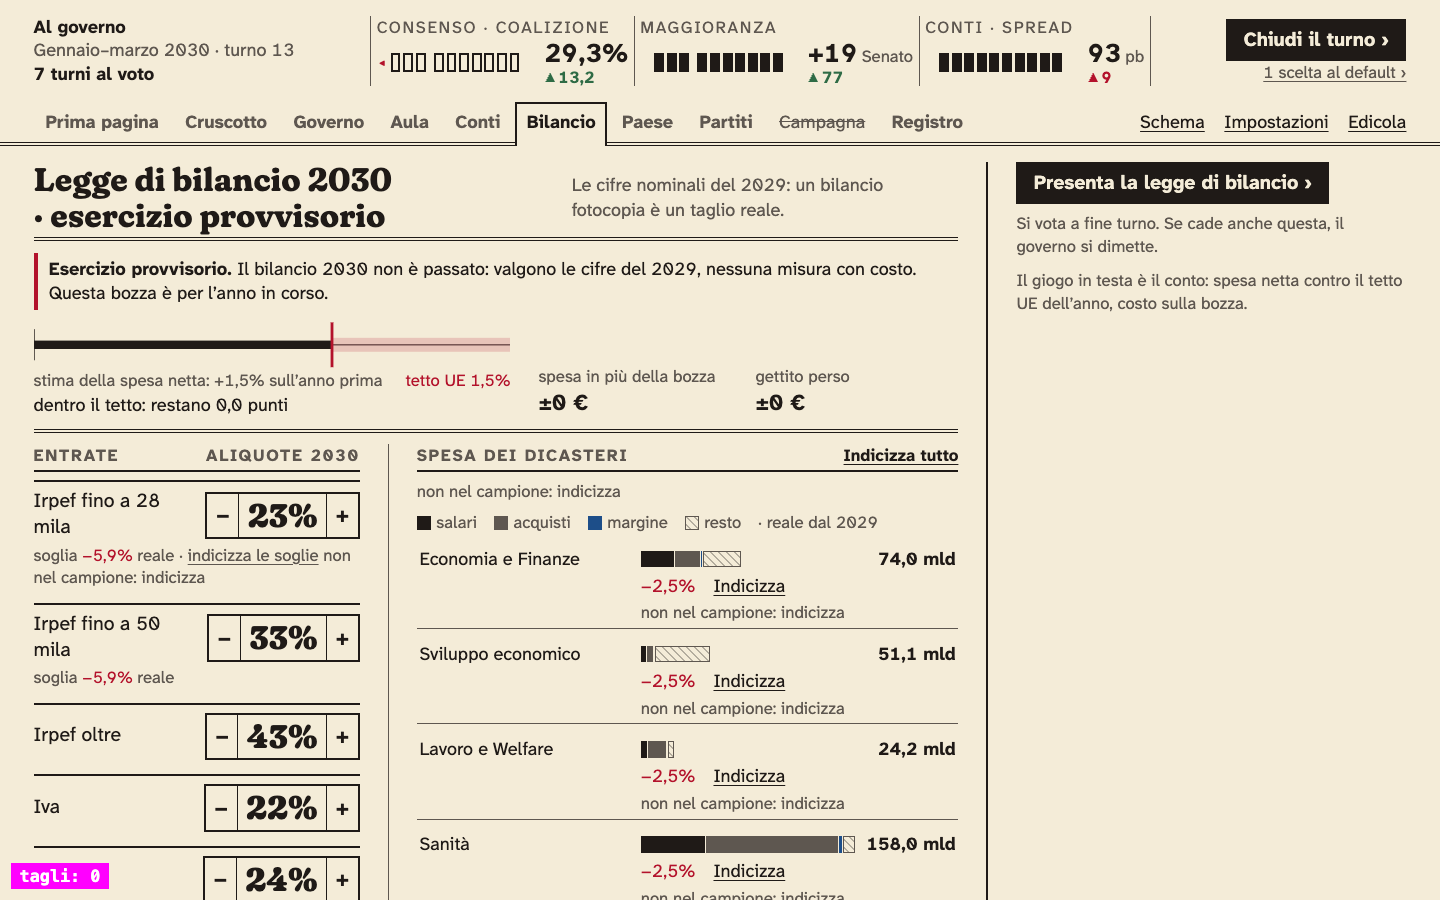 Al governo
Gennaio–marzo 2030 · turno 13
7 turni al voto
CONSENSO · COALIZIONE
29,3%
▲13,2
MAGGIORANZA
+19 Senato
▲77
CONTI · SPREAD
93 pb
▲9
Chiudi il turno ›
1 scelta al default ›
Prima pagina Cruscotto Governo Aula Conti Bilancio Paese Partiti Campagna Registro Schema Impostazioni Edicola
Legge di bilancio 2030
· esercizio provvisorio
Le cifre nominali del 2029: un bilancio
fotocopia è un taglio reale.
Esercizio provvisorio. Il bilancio 2030 non è passato: valgono le cifre del 2029, nessuna misura con costo.
Questa bozza è per l’anno in corso.
stima della spesa netta: +1,5% sull’anno prima tetto UE 1,5%
dentro il tetto: restano 0,0 punti
spesa in più della bozza
±0 €
gettito perso
±0 €
ENTRATE ALIQUOTE 2030
Irpef fino a 28
mila
− 23% +
soglia −5,9% reale · indicizza le soglie non
nel campione: indicizza
Irpef fino a 50
mila
− 33% +
soglia −5,9% reale
Irpef oltre − 43% +
Iva − 22% +
− 24% +
SPESA DEI DICASTERI Indicizza tutto
non nel campione: indicizza
salari acquisti margine resto · reale dal 2029
Economia e Finanze 74,0 mld
−2,5% Indicizza
non nel campione: indicizza
Sviluppo economico 51,1 mld
−2,5% Indicizza
non nel campione: indicizza
Lavoro e Welfare 24,2 mld
−2,5% Indicizza
non nel campione: indicizza
Sanità 158,0 mld
−2,5% Indicizza
non nel campione: indicizza
Presenta la legge di bilancio ›
Si vota a fine turno. Se cade anche questa, il
governo si dimette.
Il giogo in testa è il conto: spesa netta contro il tetto
UE dell’anno, costo sulla bozza.
tagli: 0